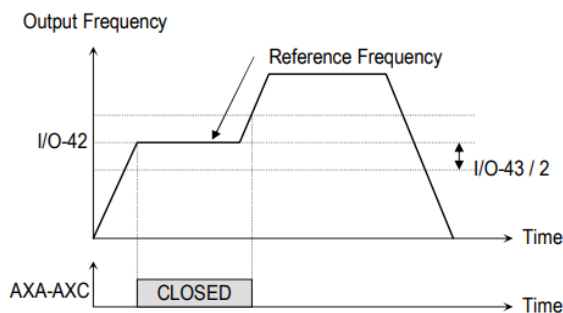 Output Frequency
Reference Frequency
I/O-42
I/O-43 / 2
Time
AXA-AXC
CLOSED
Time